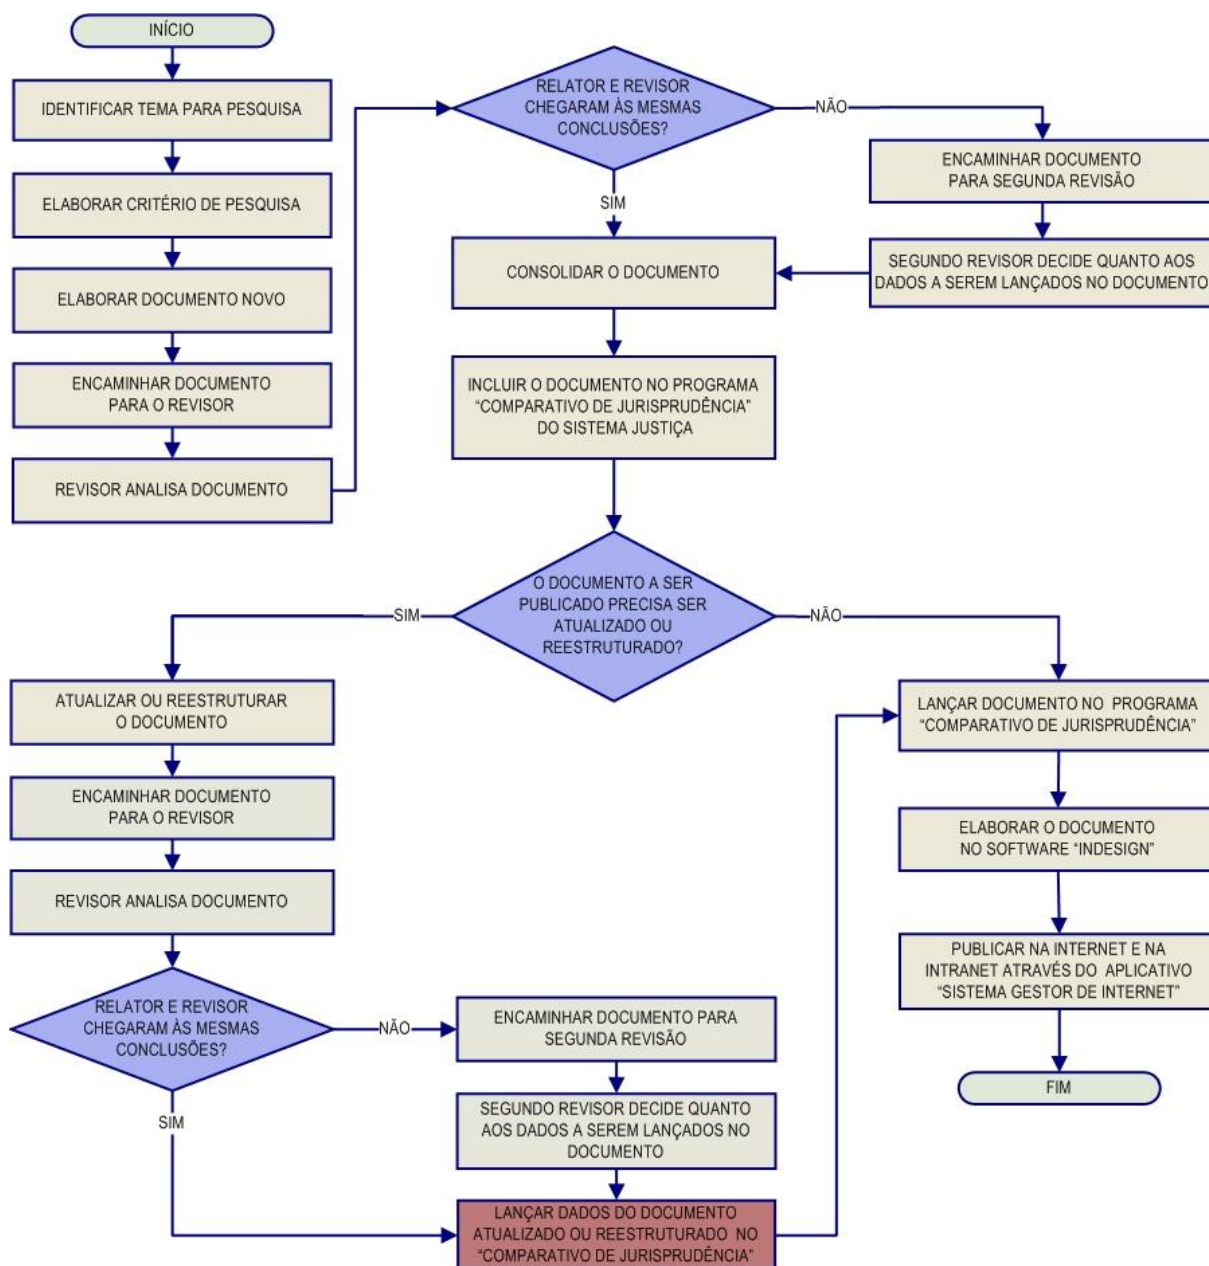 INÍCIO
IDENTIFICAR TEMA PARA PESQUISA
ELABORAR CRITÉRIO DE PESQUISA
ELABORAR DOCUMENTO NOVO
ENCAMINHAR DOCUMENTO
PARA O REVISOR
REVISOR ANALISA DOCUMENTO
RELATOR E REVISOR
CHEGARAM ÀS MESMAS
CONCLUSÕES?
NÃO
ENCAMINHAR DOCUMENTO
PARA SEGUNDA REVISÃO
SEGUNDO REVISOR DECIDE QUANTO AOS
DADOS A SEREM LANÇADOS NO DOCUMENTO
SIM
CONSOLIDAR O DOCUMENTO
INCLUIR O DOCUMENTO NO PROGRAMA
“COMPARATIVO DE JURISPRUDÊNCIA”
DO SISTEMA JUSTIÇA
O DOCUMENTO A SER
PUBLICADO PRECISA SER
ATUALIZADO OU
REESTRUTURADO?
SIM
NÃO
ATUALIZAR OU REESTRUTURAR
O DOCUMENTO
ENCAMINHAR DOCUMENTO
PARA O REVISOR
REVISOR ANALISA DOCUMENTO
RELATOR E REVISOR
CHEGARAM ÀS MESMAS
CONCLUSÕES?
NÃO
SIM
ENCAMINHAR DOCUMENTO PARA
SEGUNDA REVISÃO
SEGUNDO REVISOR DECIDE QUANTO
AOS DADOS A SEREM LANÇADOS NO
DOCUMENTO
LANÇAR DADOS DO DOCUMENTO
ATUALIZADO OU REESTRUTURADO NO
“COMPARATIVO DE JURISPRUDÊNCIA”
LANÇAR DOCUMENTO NO PROGRAMA
“COMPARATIVO DE JURISPRUDÊNCIA”
ELABORAR O DOCUMENTO
NO SOFTWARE “INDESIGN”
PUBLICAR NA INTERNET E NA
INTRANET ATRAVÉS DO APLICATIVO
“SISTEMA GESTOR DE INTERNET”
FIM